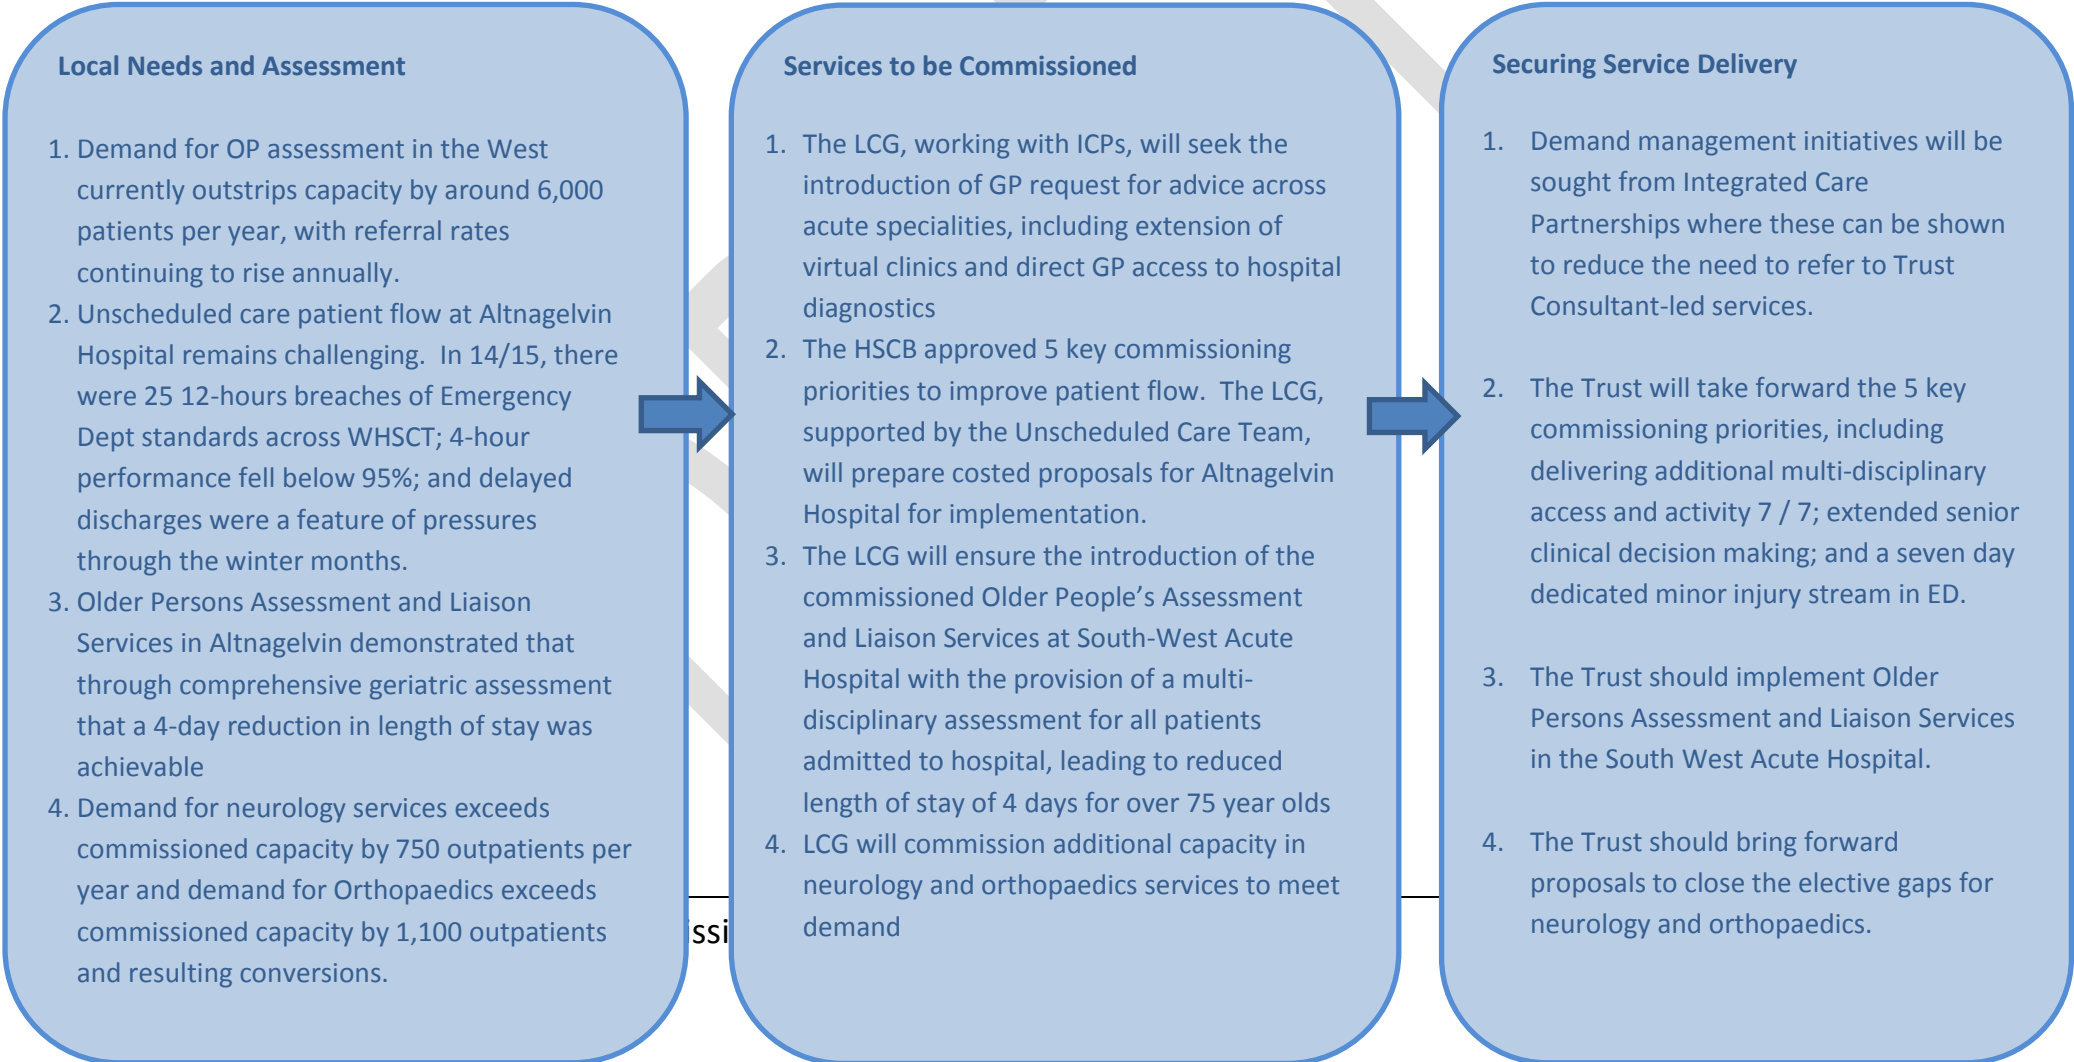 Local Needs and Assessment
1. Demand for OP assessment in the West
currently outstrips capacity by around 6,000
patients per year, with referral rates
continuing to rise annually.
2. Unscheduled care patient flow at Altnagelvin
Hospital remains challenging.  In 14/15, there
were 25 12-hours breaches of Emergency
Dept standards across WHSCT; 4-hour
performance fell below 95%; and delayed
discharges were a feature of pressures
through the winter months.
3. Older Persons Assessment and Liaison
Services in Altnagelvin demonstrated that
through comprehensive geriatric assessment
that a 4-day reduction in length of stay was
achievable
4. Demand for neurology services exceeds
commissioned capacity by 750 outpatients per
year and demand for Orthopaedics exceeds
commissioned capacity by 1,100 outpatients
and resulting conversions.
issi
Services to be Commissioned
1. The LCG, working with ICPs, will seek the
introduction of GP request for advice across
acute specialities, including extension of
virtual clinics and direct GP access to hospital
diagnostics
2. The HSCB approved 5 key commissioning
priorities to improve patient flow.  The LCG,
supported by the Unscheduled Care Team,
will prepare costed proposals for Altnagelvin
Hospital for implementation.
3. The LCG will ensure the introduction of the
commissioned Older People’s Assessment
and Liaison Services at South-West Acute
Hospital with the provision of a multi-
disciplinary assessment for all patients
admitted to hospital, leading to reduced
length of stay of 4 days for over 75 year olds
4. LCG will commission additional capacity in
neurology and orthopaedics services to meet
demand
Securing Service Delivery
1. Demand management initiatives will be
sought from Integrated Care
Partnerships where these can be shown
to reduce the need to refer to Trust
Consultant-led services.
2. The Trust will take forward the 5 key
commissioning priorities, including
delivering additional multi-disciplinary
access and activity 7 / 7; extended senior
clinical decision making; and a seven day
dedicated minor injury stream in ED.
3. The Trust should implement Older
Persons Assessment and Liaison Services
in the South West Acute Hospital.
4. The Trust should bring forward
proposals to close the elective gaps for
neurology and orthopaedics.